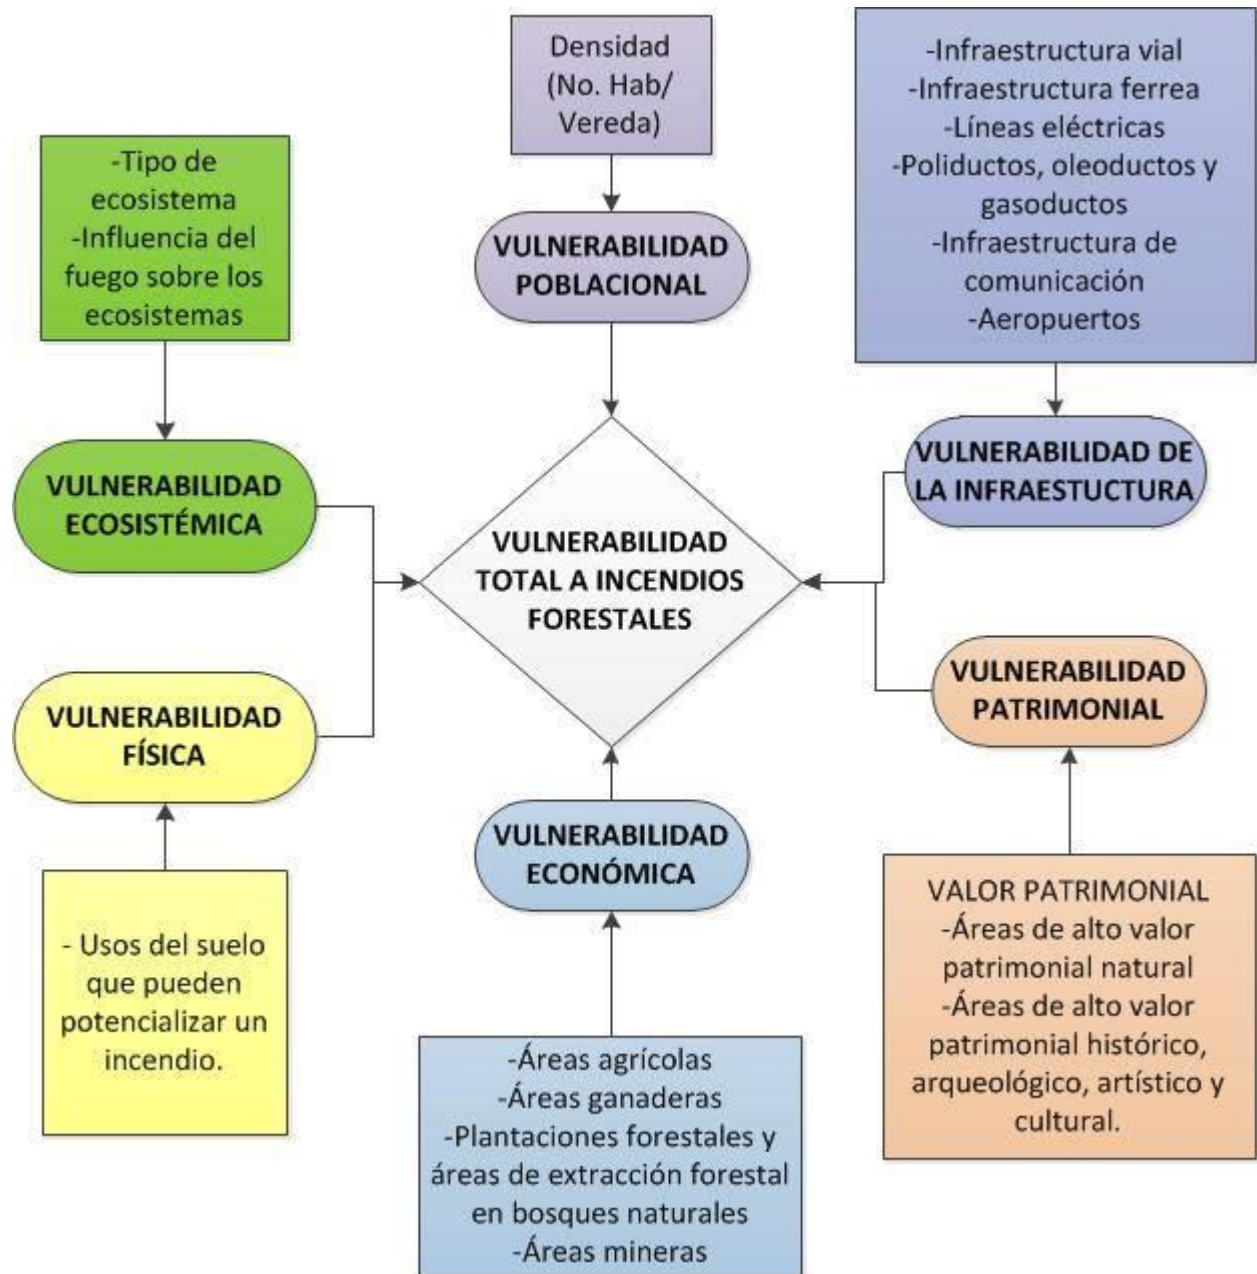 Densidad
(No. Hab/
Vereda)
-Infraestructura vial
-Infraestructura ferrea
-Líneas eléctricas
-Poliductos, oleoductos y
gasoductos
-Infraestructura de
comunicación
-Aeropuertos
-Tipo de
ecosistema
-Influencia del
fuego sobre los
ecosistemas
VULNERABILIDAD
POBLACIONAL
VULNERABILIDAD
ECOSISTÉMICA
VULNERABILIDAD DE
LA INFRAESTUCTURA
VULNERABILIDAD
TOTAL A INCENDIOS
FORESTALES
VULNERABILIDAD
FÍSICA
VULNERABILIDAD
PATRIMONIAL
VULNERABILIDAD
ECONÓMICA
- Usos del suelo
que pueden
potencializar un
incendio.
-Áreas agrícolas
-Áreas ganaderas
-Plantaciones forestales y
áreas de extracción forestal
en bosques naturales
-Áreas mineras
VALOR PATRIMONIAL
-Áreas de alto valor
patrimonial natural
-Áreas de alto valor
patrimonial histórico,
arqueológico, artístico y
cultural.